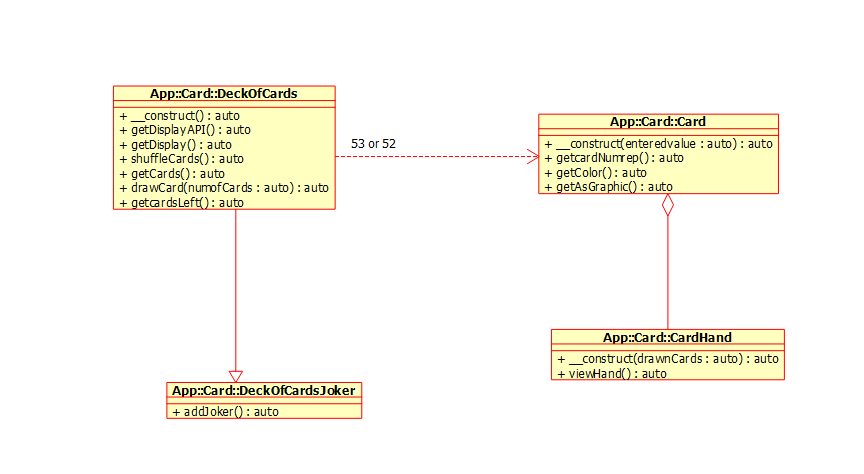 App::Card::DeckOfCards
+ __construct() : auto
+ getDisplayAPI() : auto
+ getDisplay() : auto
+ shuffleCards() : auto
+ getCards() : auto
+ drawCard(numofCards : auto) : auto
+ getcardsLeft() : auto
53 or 52
App::Card::Card
+ __construct(enteredvalue : auto) : auto
+ getcardNumrep() : auto
+ getColor() : auto
+ getAsGraphic() : auto
App::Card::CardHand
+ __construct(drawnCards : auto) : auto
+ viewHand() : auto
App::Card::DeckOfCardsJoker
+ addJoker() : auto